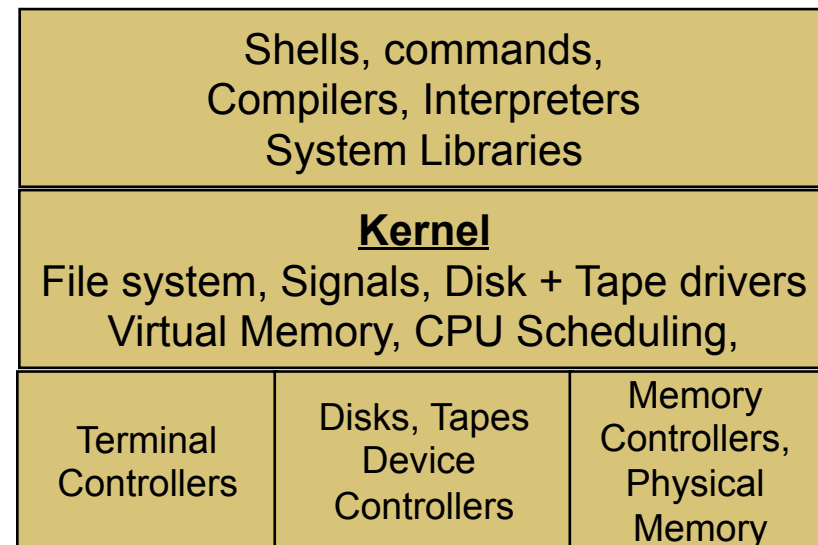 Shells, commands,
Compilers, Interpreters
System Libraries
Kernel
File system, Signals, Disk + Tape drivers
Virtual Memory, CPU Scheduling,
Terminal
Controllers
Disks, Tapes
Device
Controllers
Memory
Controllers,
Physical
Memory